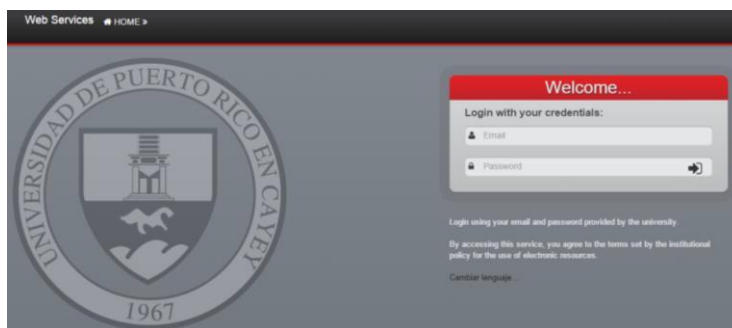 Web Services HOME »
UNIVERSIDAD DE PUERTO RICO EN CAYEY
1967
Welcome...
Login with your credentials:
Email
Password
Login using your email and password provided by the university.
By accessing this service, you agree to the terms set by the institutional
policy for the use of electronic resources.
Cambiar lenguaje...